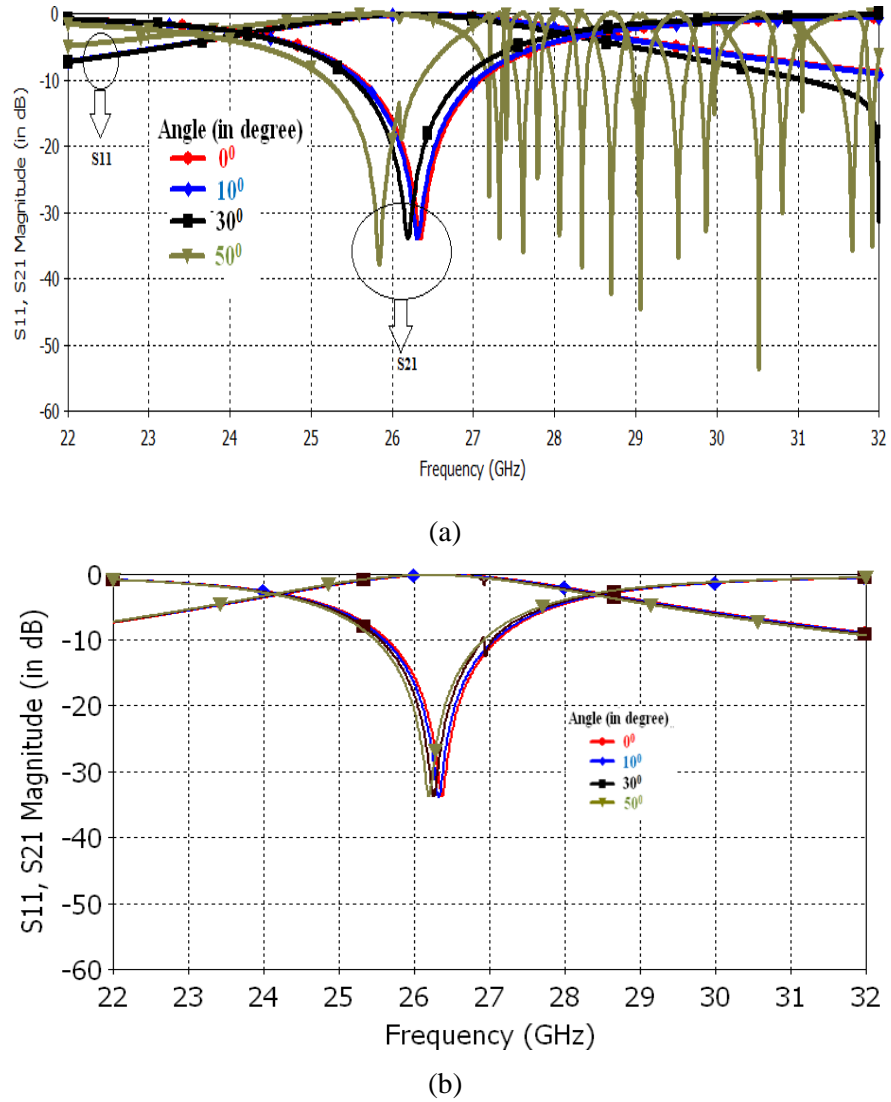 0
-10
-20
-30
-40
-50
-60
S11, S21 Magnitude (in dB)
S11
Angle (in degree)
0⁰
10⁰
30⁰
50⁰
S21
22 23 24 25 26 27 28 29 30 31 32
Frequency (GHz)
(a)
0
-10
-20
-30
-40
-50
-60
S11, S21 Magnitude (in dB)
Angle (in degree)
0⁰
10⁰
30⁰
50⁰
22 23 24 25 26 27 28 29 30 31 32
Frequency (GHz)
(b)